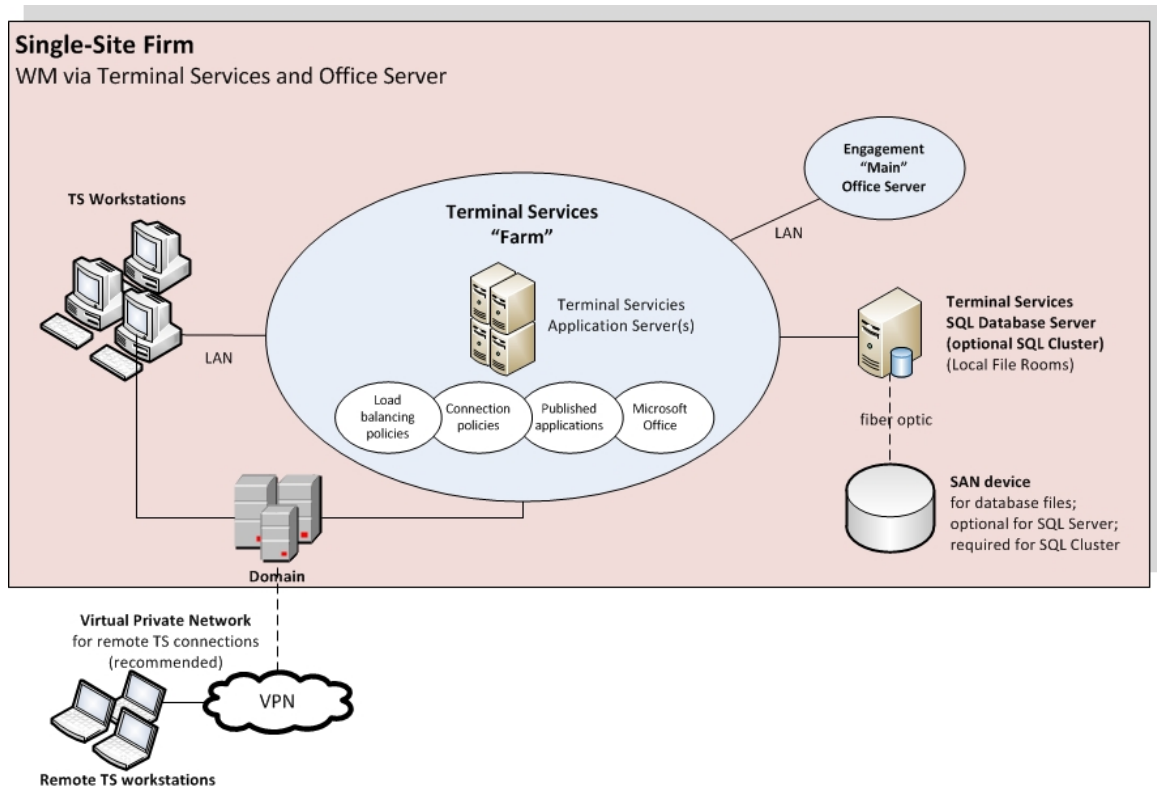 Single-Site Firm
WM via Terminal Services and Office Server
Engagement
“Main”
Office Server
LAN
TS Workstations
LAN
Terminal Services
“Farm”
Terminal Servicies
Application Server(s)
Load
balancing
policies
Connection
policies
Published
applications
Microsoft
Office
Terminal Services
SQL Database Server
(optional SQL Cluster)
(Local File Rooms)
fiber optic
SAN device
for database files;
optional for SQL Server;
required for SQL Cluster
Domain
Virtual Private Network
for remote TS connections
(recommended)
VPN
Remote TS workstations